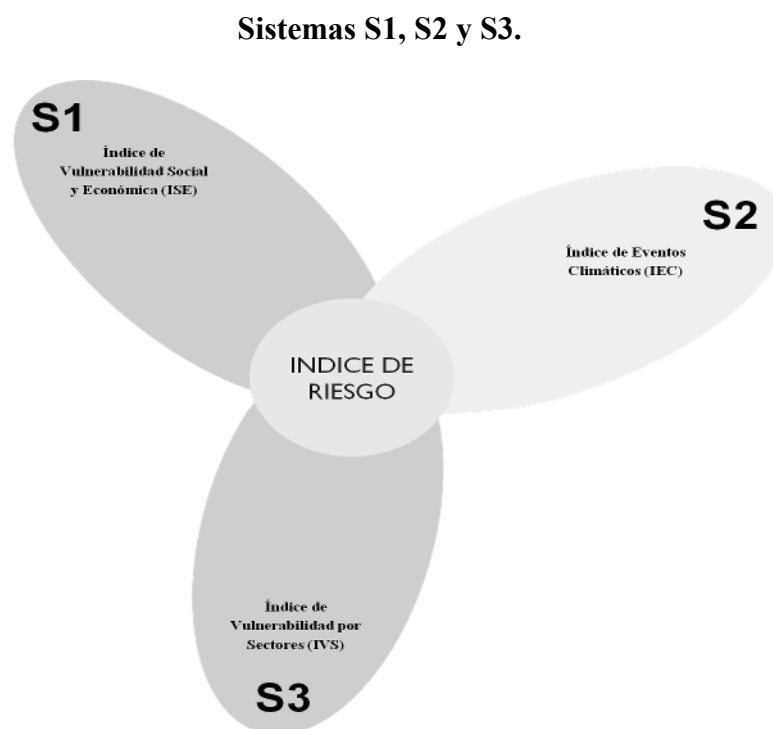 Sistemas S1, S2 y S3.
S1
Índice de
Vulnerabilidad Social
y Económica (ISE)
S2
Índice de Eventos
Climáticos (IEC)
INDICE DE
RIESGO
Índice de
Vulnerabilidad por
Sectores (IVS)
S3